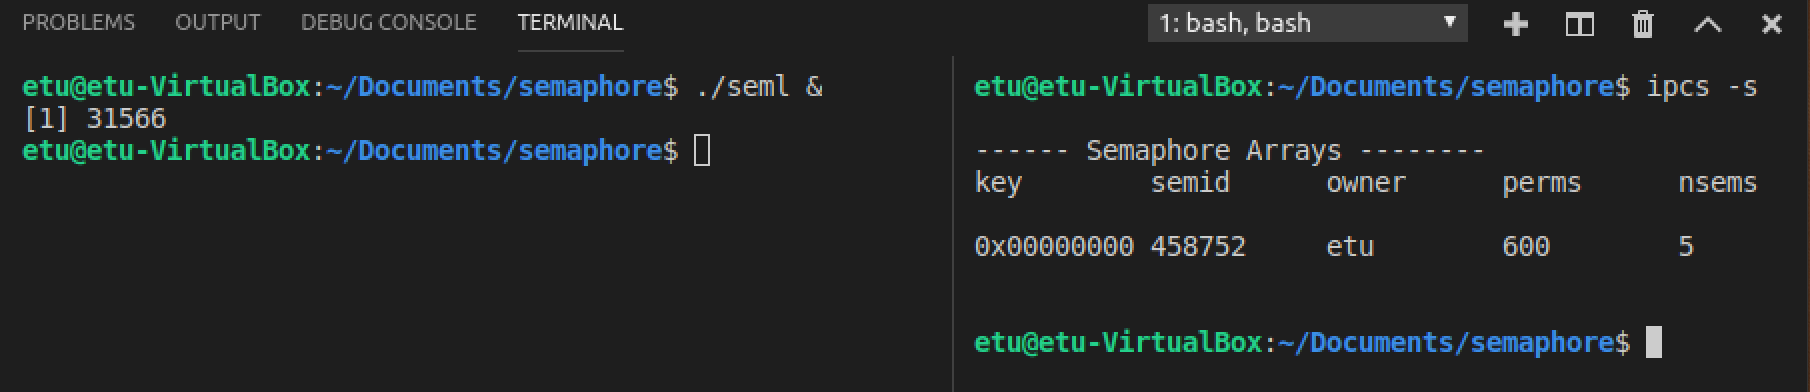 PROBLEMS OUTPUT DEBUG CONSOLE TERMINAL 1: bash, bash
etu@etu-VirtualBox:~/Documents/semaphore$ ./seml &
[1] 31566
etu@etu-VirtualBox:~/Documents/semaphore$
etu@etu-VirtualBox:~/Documents/semaphore$ ipcs -s
------ Semaphore Arrays --------
key semid owner perms nsems
0x00000000 458752 etu 600 5
etu@etu-VirtualBox:~/Documents/semaphore$